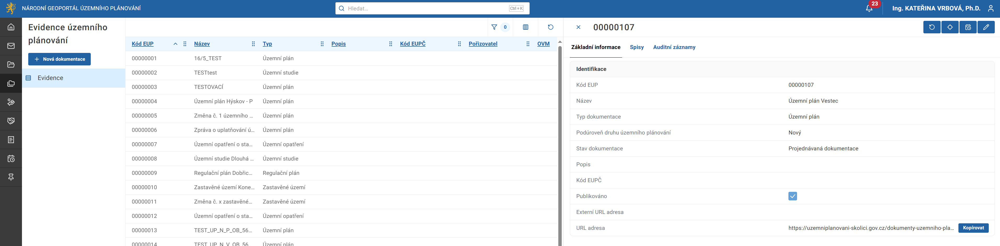 NÁRODNÍ GEOPORTÁL ÚZEMNÍHO PLÁNOVÁNÍ
Hledat...
Ctrl + K
23
Ing. KATEŘINA VRBOVÁ, Ph.D.
Evidence územního
plánování
Nová dokumentace
Evidence
0
Kód EUP Název Typ Popis Kód EUPČ Pořizovatel OVM
00000001 16/5_TEST Územní plán
00000002 TESTtest Územní studie
00000003 TESTOVACÍ Územní plán
00000004 Územní plán Hýskov - P Územní plán
00000005 Změna č. 1 územního ... Územní plán
00000006 Zpráva o uplatňování ú... Územní plán
00000007 Územní opatření o sta... Územní opatření
00000008 Územní studie Dlouhá ... Územní studie
00000009 Regulační plán Dobřic... Regulační plán
00000010 Zastavěné území Kone... Zastavěné území
00000011 Změna č. x zastavěné... Zastavěné území
00000012 Územní opatření o sta... Územní opatření
00000013 TEST_UP_N_P_OB_56... Územní plán
00000014 TEST_UP_N_V_OB_56 Územní plán
00000107
Základní informace Spisy Auditní záznamy
Identifikace
Kód EUP 00000107
Název Územní plán Vestec
Typ dokumentace Územní plán
Podúroveň druhu územního plánování Nový
Stav dokumentace Projednávaná dokumentace
Popis
Kód EUPČ
Publikováno
Externí URL adresa
URL adresa https://uzemniplanovani-skolici.gov.cz/dokumenty-uzemniho-pla... Kopírovat